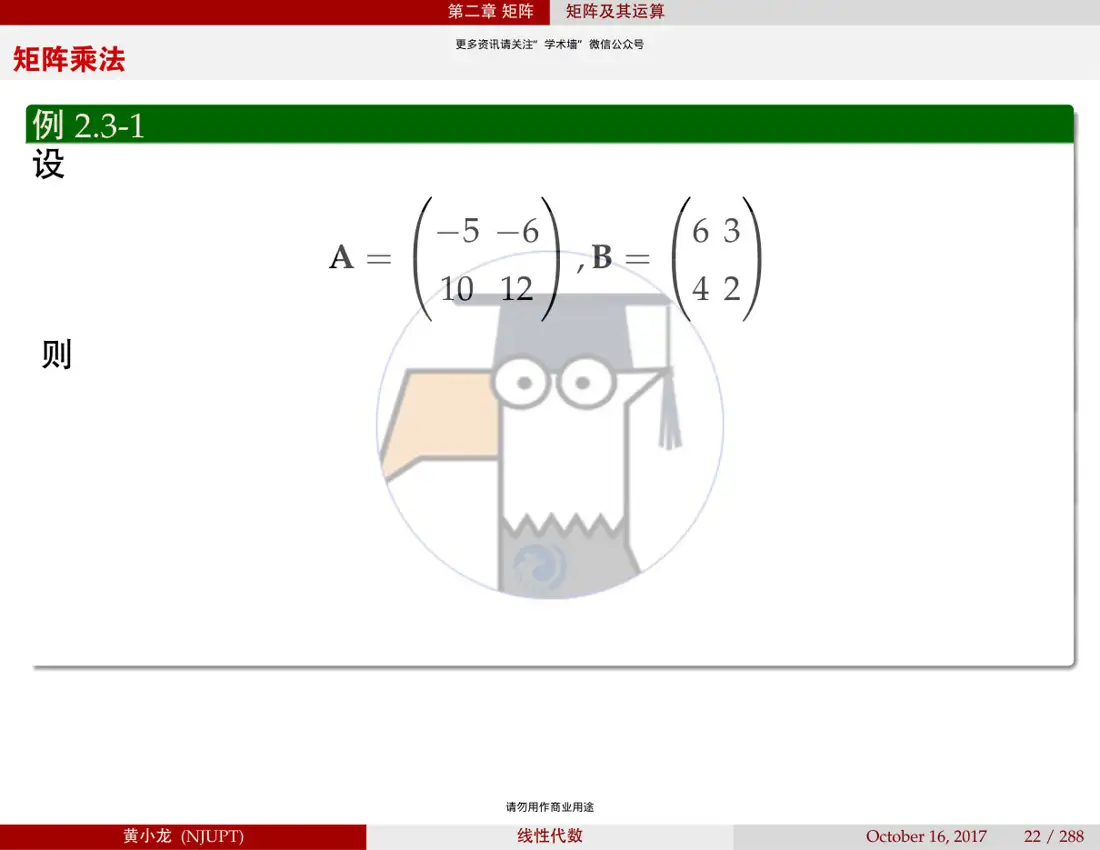 第二章 矩阵 矩阵及其运算
更多资讯请关注“学术墙”微信公众号
矩阵乘法
例 2.3-1
设
A = (−5 −6
10 12), B = (6 3
4 2)
则
请勿用作商业用途
黄小龙 (NJUPT) 线性代数 October 16, 2017 22 / 288